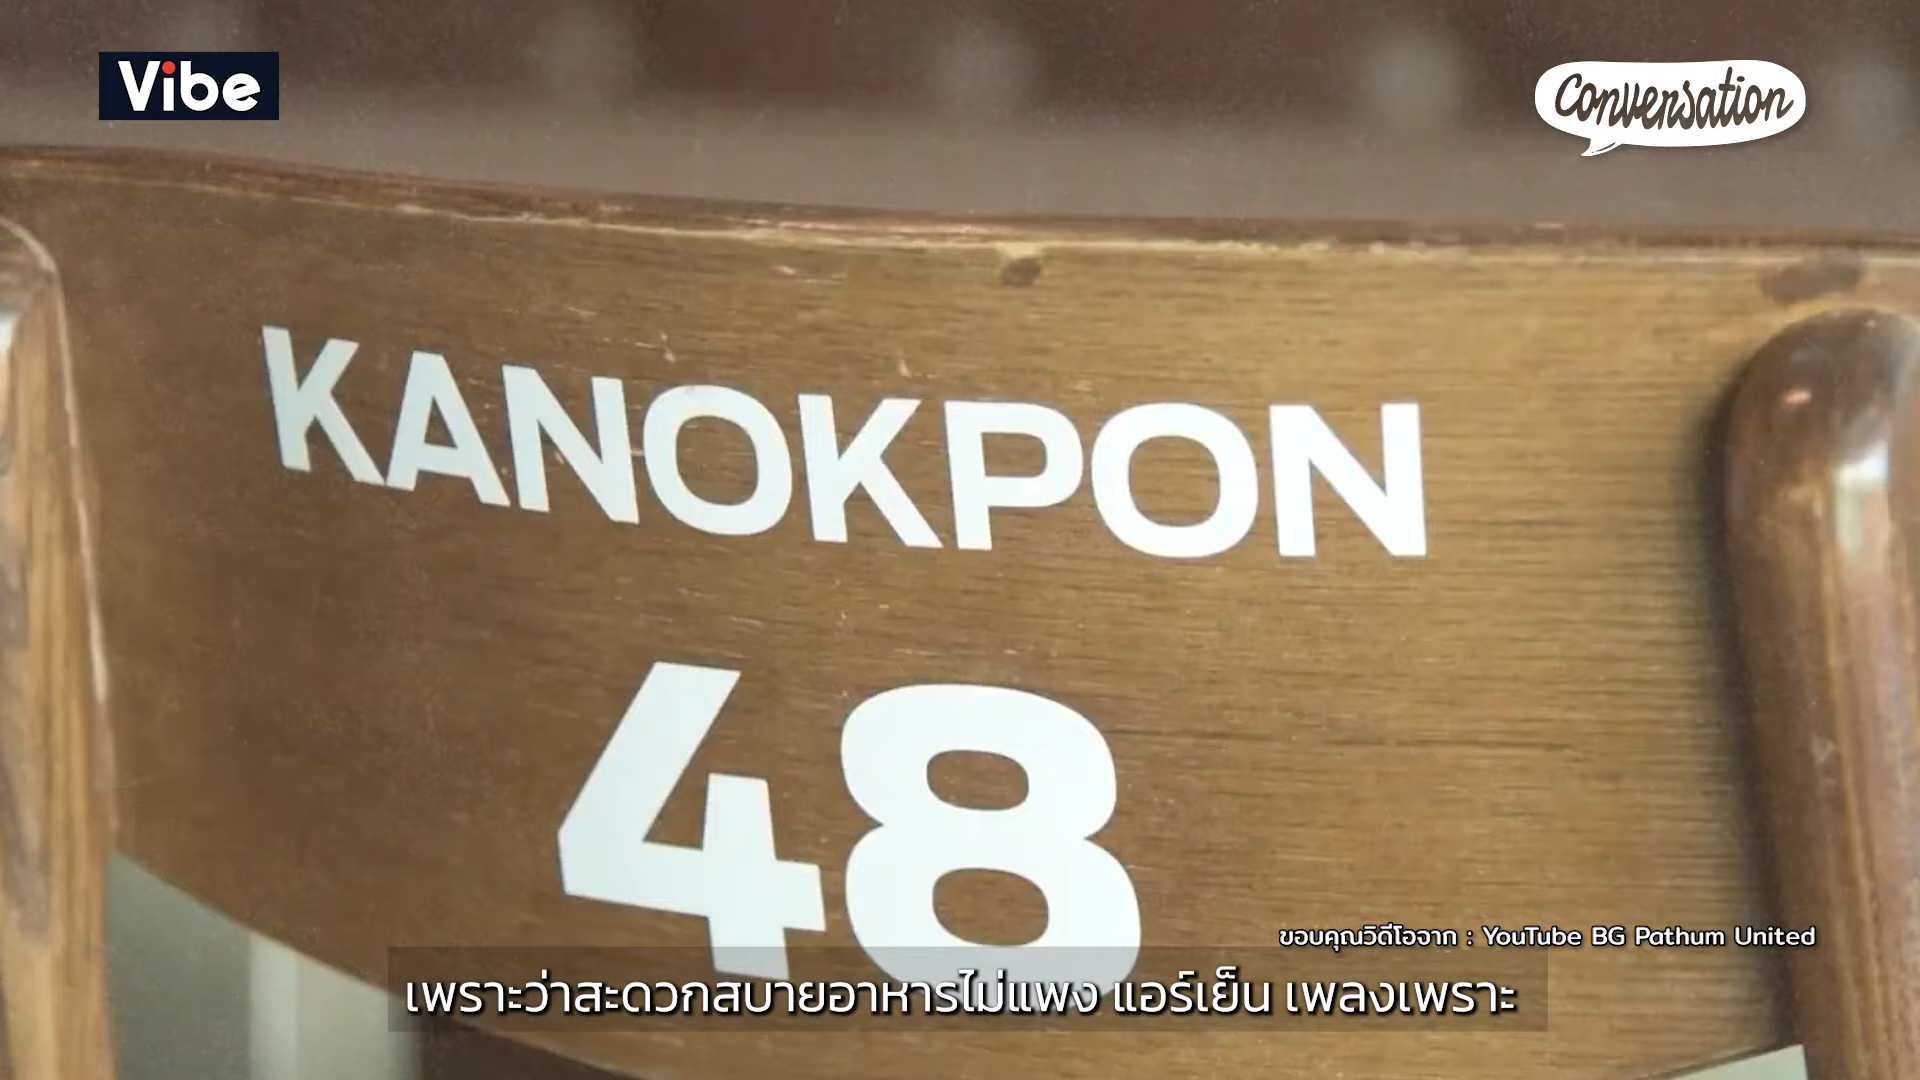 Vibe
Conversation
KANOKPON
48
ขอบคุณวิดีโอจาก : YouTube BG Pathum United
เพราะว่าสะดวกสบายอาหารไม่แพง แอร์เย็น เพลงเพราะ